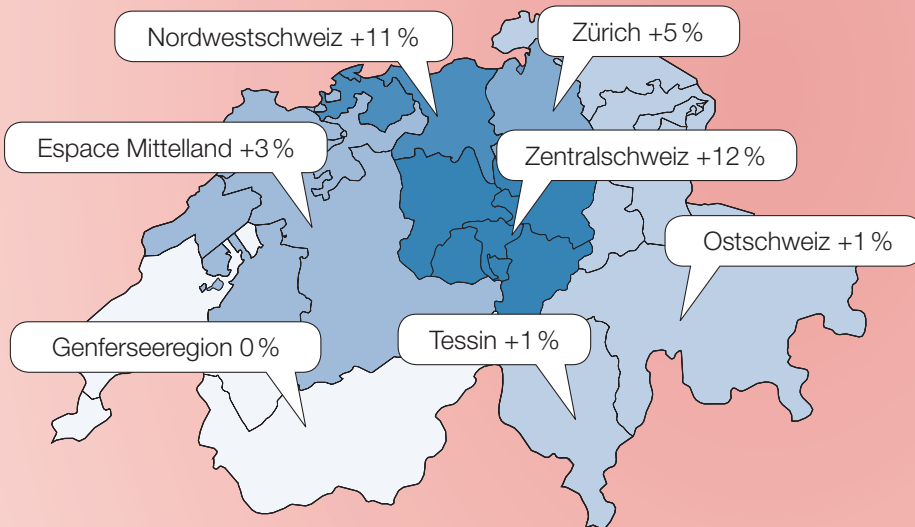 Nordwestschweiz +11 %
Zürich +5 %
Espace Mittelland +3 %
Zentralschweiz +12 %
Ostschweiz +1 %
Genferseeregion 0 %
Tessin +1 %